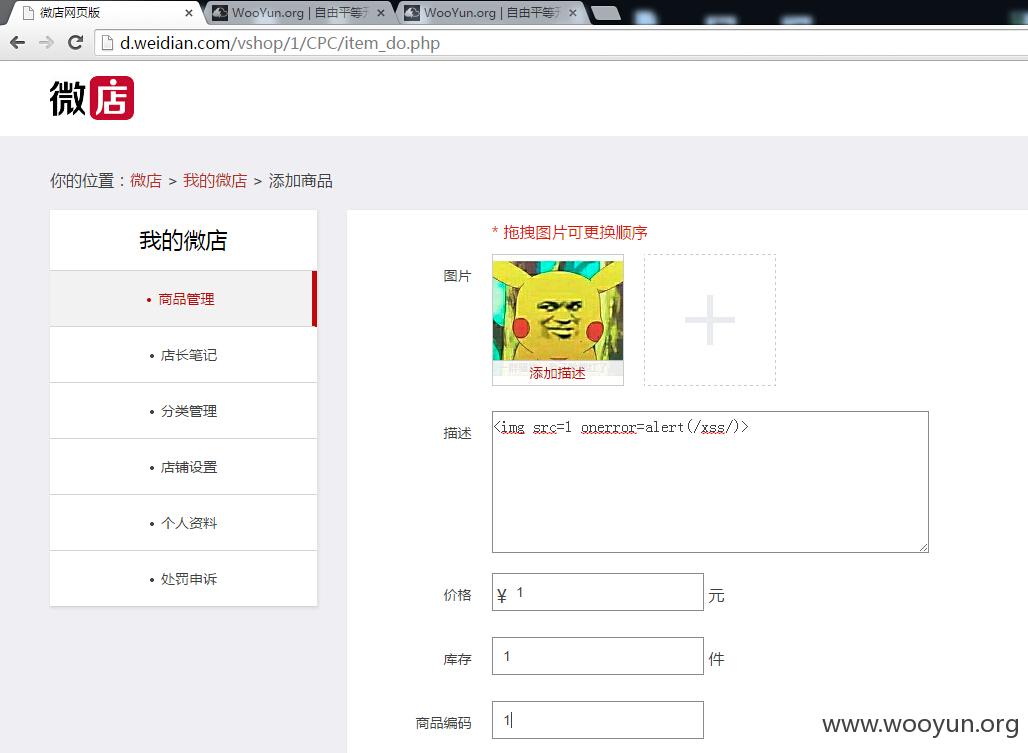 微店网页版
WooYun.org | 自由平等
WooYun.org | 自由平等
d.weidian.com/vshop/1/CPC/item_do.php
微店
你的位置：微店 > 我的微店 > 添加商品
我的微店
• 商品管理
• 店长笔记
• 分类管理
• 店铺设置
• 个人资料
• 处罚申诉
* 拖拽图片可更换顺序
图片
添加描述
描述
<img src=1 onerror=alert(/xss/)>
价格
¥ 1
元
库存
1
件
商品编码
1
www.wooyun.org